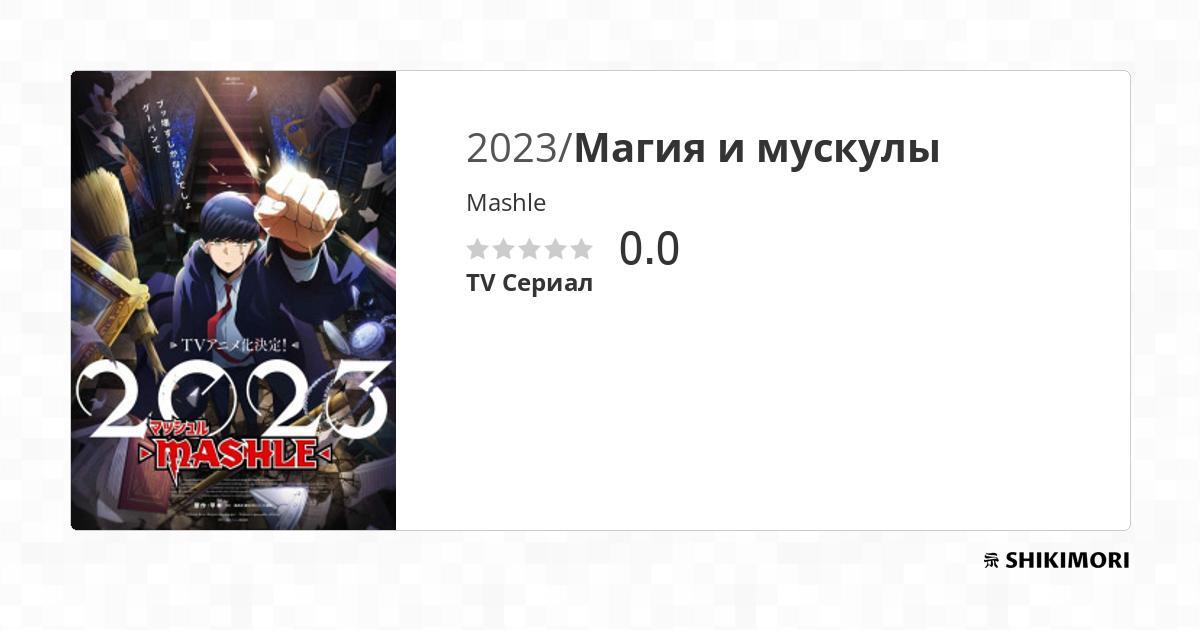 ブッ壊すしかないでしょ
グーパンで
TVアニメ化決定!
2023
マッシュル
MASHLE
2023/Магия и мускулы
Mashle
0.0
TV Сериал
SHIKIMORI